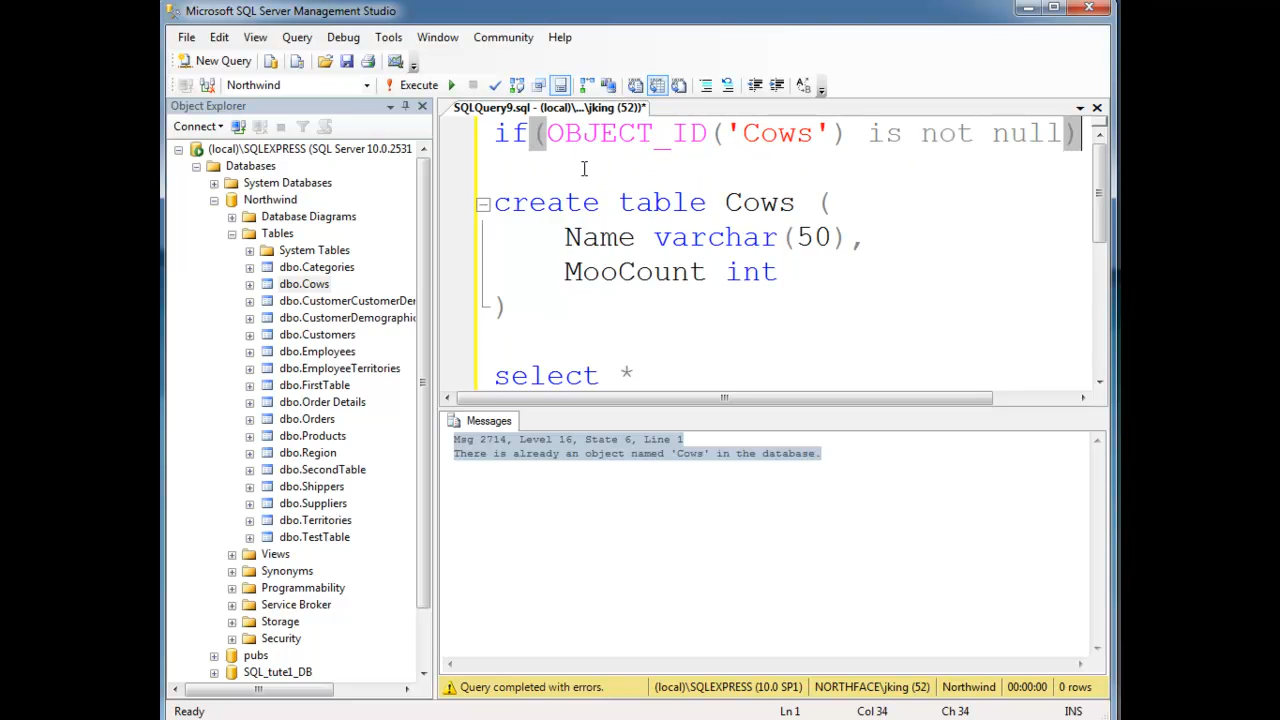 Microsoft SQL Server Management Studio
File Edit View Query Debug Tools Window Community Help
New Query
Northwind Execute
Object Explorer
Connect
(local)\SQLEXPRESS (SQL Server 10.0.2531
Databases
System Databases
Northwind
Database Diagrams
Tables
System Tables
dbo.Categories
dbo.Cows
dbo.CustomerCustomerDer
dbo.CustomerDemographic
dbo.Customers
dbo.Employees
dbo.EmployeeTerritories
dbo.FirstTable
dbo.Order Details
dbo.Orders
dbo.Products
dbo.Region
dbo.SecondTable
dbo.Shippers
dbo.Suppliers
dbo.Territories
dbo.TestTable
Views
Synonyms
Programmability
Service Broker
Storage
Security
pubs
SQL_tute1_DB
SQLQuery9.sql - (local)\...\jking (52))*
if(OBJECT_ID('Cows') is not null)
create table Cows (
Name varchar(50),
MooCount int
)
select *
Messages
Msg 2714, Level 16, State 6, Line 1
There is already an object named 'Cows' in the database.
Query completed with errors. (local)\SQLEXPRESS (10.0 SP1) NORTHFACE\jking (52) Northwind 00:00:00 0 rows
Ready Ln 1 Col 34 Ch 34 INS